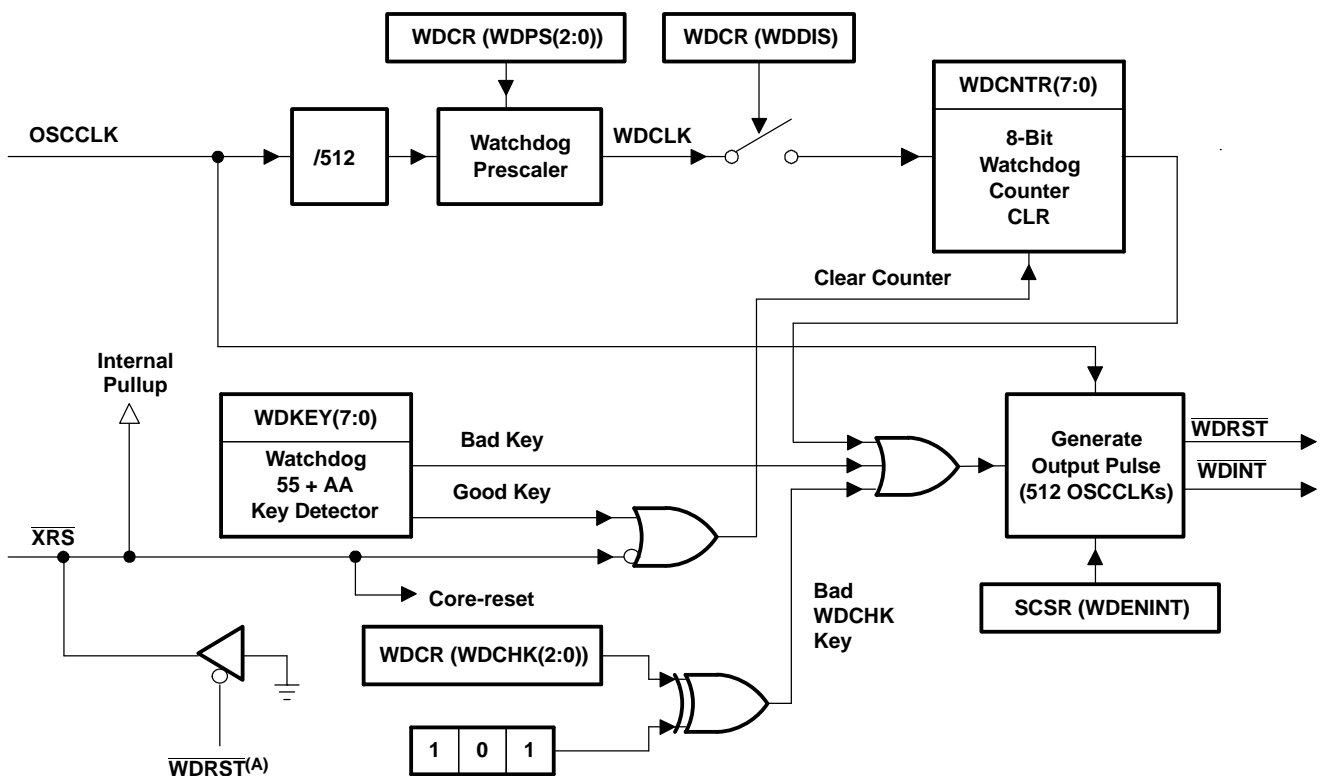 WDCR (WDPS(2:0))
WDCR (WDDIS)
WDCNTR(7:0)
OSCCLK
/512
Watchdog
Prescaler
WDCLK
8-Bit
Watchdog
Counter
CLR
Clear Counter
Internal
Pullup
WDKEY(7:0)
Watchdog
55 + AA
Key Detector
Bad Key
Good Key
Generate
Output Pulse
(512 OSCCLKs)
WDRST
WDINT
XRS
Core-reset
Bad
WDCHK
Key
SCSR (WDENINT)
WDCR (WDCHK(2:0))
1 0 1
WDRST(A)